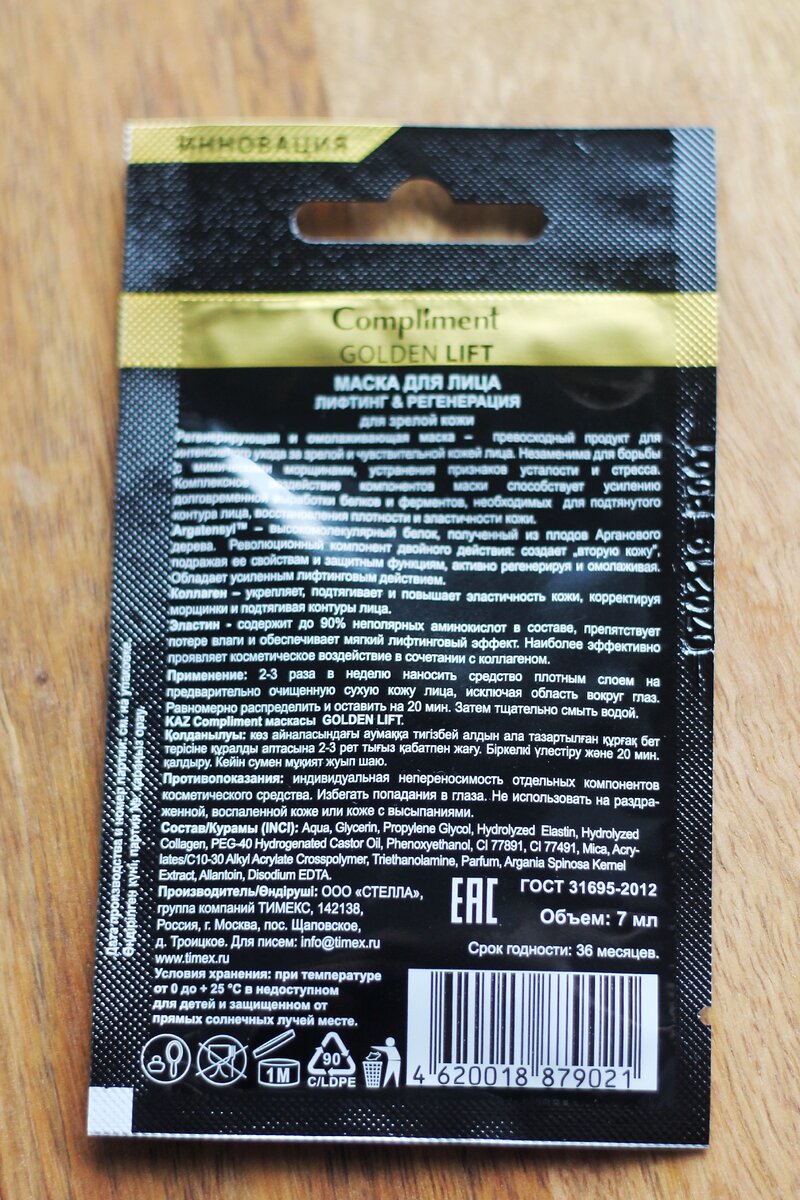 ИННОВАЦИЯ
Compliment
GOLDEN LIFT
МАСКА ДЛЯ ЛИЦА
ЛИФТИНГ & РЕГЕНЕРАЦИЯ
для зрелой кожи
Регенерирующая и омолаживающая маска – превосходный продукт для
интенсивного ухода за зрелой и чувствительной кожей лица. Незаменима для борьбы
с мимическими морщинами, устранения признаков усталости и стресса.
Комплексное воздействие компонентов маски способствует усилению
долговременной выработки белков и ферментов, необходимых для подтянутого
контура лица, восстановления плотности и эластичности кожи.
Argatensyl™ – высокомолекулярный белок, полученный из плодов Арганового
дерева. Революционный компонент двойного действия: создает „вторую кожу",
подражая ее свойствам и защитным функциям, активно регенерируя и омолаживая.
Обладает усиленным лифтинговым действием.
Коллаген – укрепляет, подтягивает и повышает эластичность кожи, корректируя
морщинки и подтягивая контуры лица.
Эластин - содержит до 90% неполярных аминокислот в составе, препятствует
потере влаги и обеспечивает мягкий лифтинговый эффект. Наиболее эффективно
проявляет косметическое воздействие в сочетании с коллагеном.
Применение: 2-3 раза в неделю наносить средство плотным слоем на
предварительно очищенную сухую кожу лица, исключая область вокруг глаз.
Равномерно распределить и оставить на 20 мин. Затем тщательно смыть водой.
KAZ Compliment маскасы GOLDEN LIFT.
Қолданылуы: көз айналасындағы аумаққа тигізбей алдын ала тазартылған құрғақ бет
терісіне құралды аптасына 2-3 рет тығыз қабатпен жағу. Біркелкі үлестіру және 20 мин.
қалдыру. Кейін сумен мұқият жуып шаю.
Противопоказания: индивидуальная непереносимость отдельных компонентов
косметического средства. Избегать попадания в глаза. Не использовать на раздра-
женной, воспаленной коже или коже с высыпаниями.
Состав/Курамы (INCI): Aqua, Glycerin, Propylene Glycol, Hydrolyzed Elastin, Hydrolyzed
Collagen, PEG-40 Hydrogenated Castor Oil, Phenoxyethanol, CI 77891, CI 77491, Mica, Acry-
lates/C10-30 Alkyl Acrylate Crosspolymer, Triethanolamine, Parfum, Argania Spinosa Kernel
Extract, Allantoin, Disodium EDTA.
Производитель/Өндіруші: ООО «СТЕЛЛА»,
группа компаний ТИМЕКС, 142138,
Россия, г. Москва, пос. Щаповское,
д. Троицкое. Для писем: info@timex.ru
www.timex.ru
Условия хранения: при температуре
от 0 до + 25 °C в недоступном
для детей и защищенном от
прямых солнечных лучей месте.
EAC
ГОСТ 31695-2012
Объем: 7 мл
Срок годности: 36 месяцев.
1М
90
C/LDPE
4 620018 879021
Дата производства и номер партии: см. на упаковке.